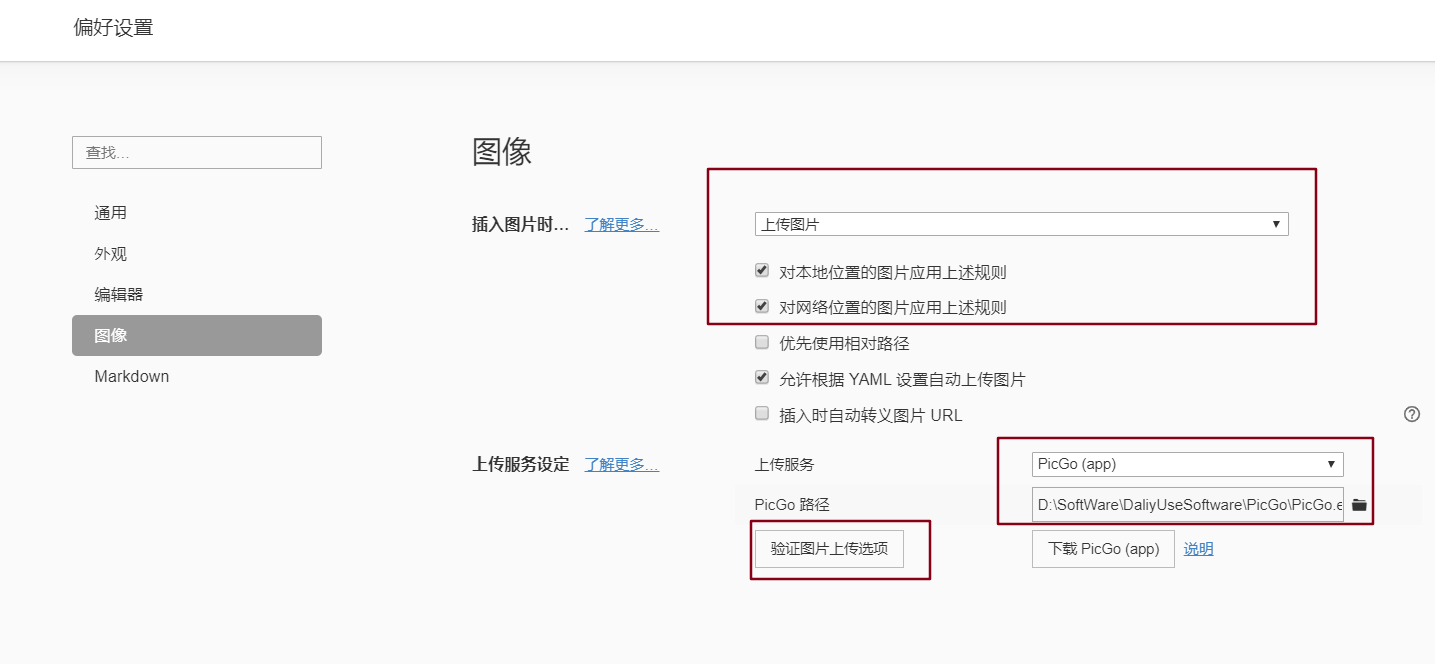 偏好设置
查找...
通用
外观
编辑器
图像
Markdown
图像
插入图片时... 了解更多...
上传图片
对本地位置的图片应用上述规则
对网络位置的图片应用上述规则
优先使用相对路径
允许根据 YAML 设置自动上传图片
插入时自动转义图片 URL
上传服务设定 了解更多...
上传服务 PicGo (app)
PicGo 路径 D:\SoftWare\DaliyUseSoftware\PicGo\PicGo.e
验证图片上传选项 下载 PicGo (app) 说明